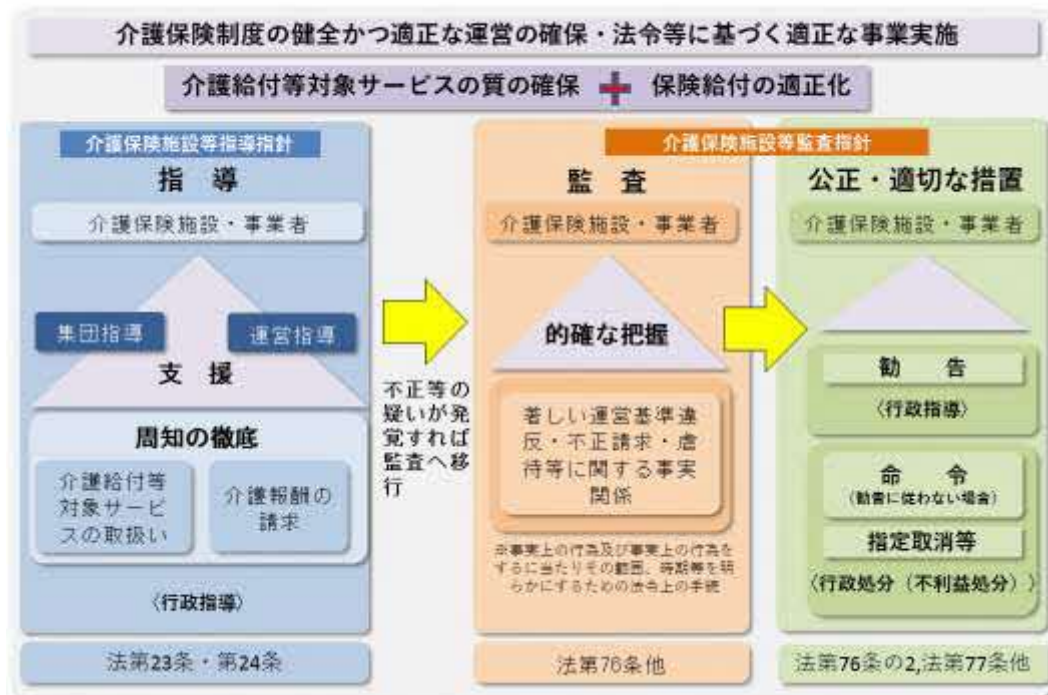 介護保険制度の健全かつ適正な運営の確保・法令等に基づく適正な事業実施
介護給付等対象サービスの質の確保 + 保険給付の適正化
介護保険施設等指導指針
指 導
介護保険施設・事業者
集団指導
運営指導
支 援
周知の徹底
介護給付等
対象サービ
スの取扱い
介護報酬の
請求
〈行政指導〉
法第23条・第24条
不正等の
疑いが発
覚すれば
監査へ移
行
介護保険施設等監査指針
監 査
介護保険施設・事業者
的確な把握
著しい運営基準違
反・不正請求・虐
待等に関する事実
関係
※事実上の行為及び事実上の行為を
するに当たりその範囲、時期等を明
らかにするための法令上の手続
法第76条他
公正・適切な措置
介護保険施設・事業者
勧 告
〈行政指導〉
命 令
(勧告に従わない場合)
指定取消等
〈行政処分(不利益処分)〉
法第76条の2,法第77条他